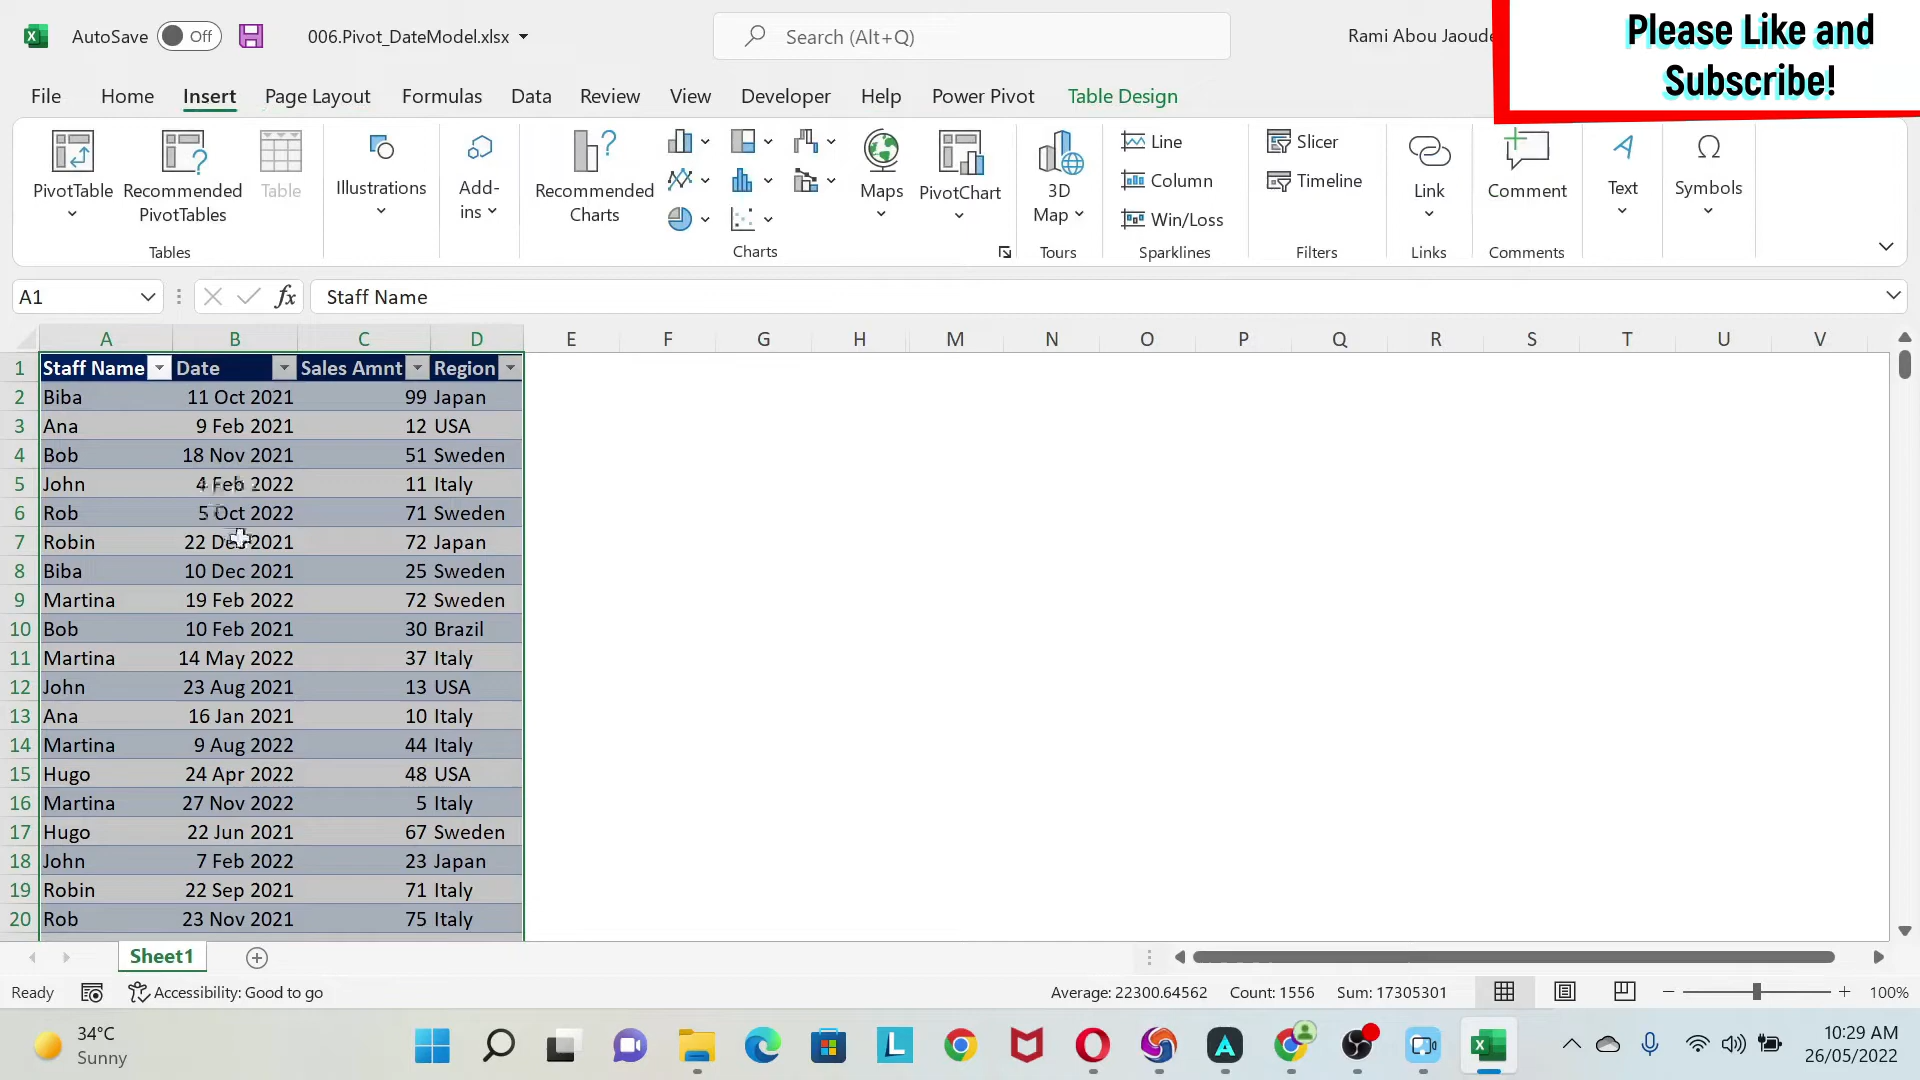 AutoSave Off 006.Pivot_DateModel.xlsx Search (Alt+Q) Rami Abou Jaoude
Please Like and
Subscribe!
File Home Insert Page Layout Formulas Data Review View Developer Help Power Pivot Table Design
PivotTable Recommended PivotTables Table
Tables
Illustrations
Add-ins
Recommended Charts
Maps PivotChart
Charts
3D Map
Tours
Line
Column
Win/Loss
Sparklines
Slicer
Timeline
Filters
Link
Links
Comment
Comments
Text
Symbols
A1 fx Staff Name
A B C D E F G H M N O P Q R S T U V
1 Staff Name Date Sales Amnt Region
2 Biba 11 Oct 2021 99 Japan
3 Ana 9 Feb 2021 12 USA
4 Bob 18 Nov 2021 51 Sweden
5 John 4 Feb 2022 11 Italy
6 Rob 5 Oct 2022 71 Sweden
7 Robin 22 Dec 2021 72 Japan
8 Biba 10 Dec 2021 25 Sweden
9 Martina 19 Feb 2022 72 Sweden
10 Bob 10 Feb 2021 30 Brazil
11 Martina 14 May 2022 37 Italy
12 John 23 Aug 2021 13 USA
13 Ana 16 Jan 2021 10 Italy
14 Martina 9 Aug 2022 44 Italy
15 Hugo 24 Apr 2022 48 USA
16 Martina 27 Nov 2022 5 Italy
17 Hugo 22 Jun 2021 67 Sweden
18 John 7 Feb 2022 23 Japan
19 Robin 22 Sep 2021 71 Italy
20 Rob 23 Nov 2021 75 Italy
Sheet1
Ready Accessibility: Good to go Average: 22300.64562 Count: 1556 Sum: 17305301 100%
34°C
Sunny
10:29 AM
26/05/2022